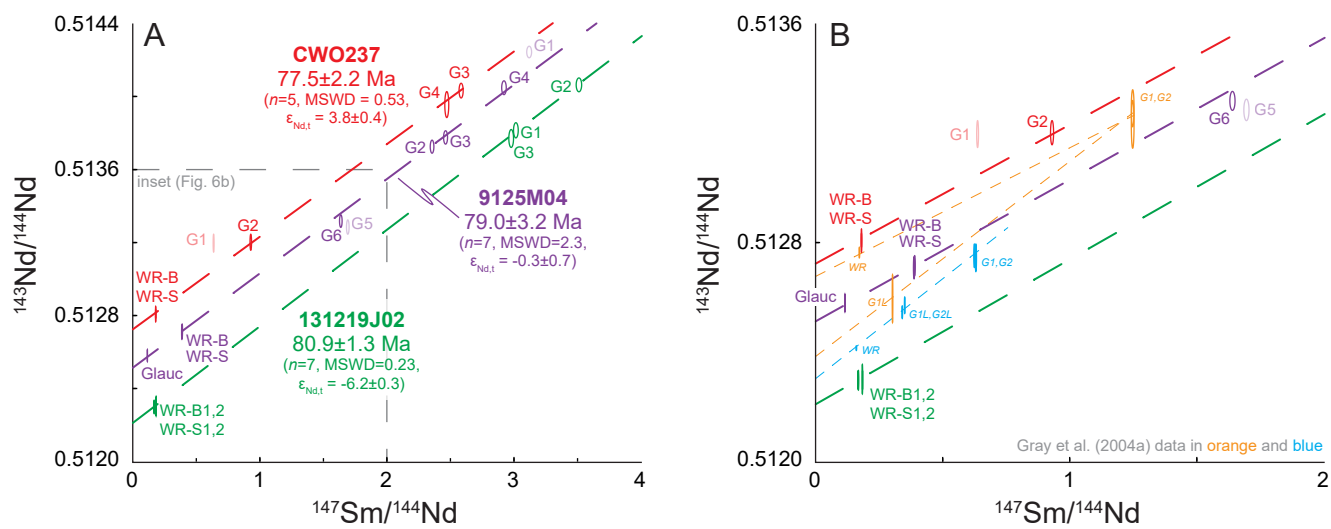 A
0.5144
0.5136
0.5128
0.5120
143Nd/144Nd
0
1
2
3
4
147Sm/144Nd
CWO237
77.5±2.2 Ma
(n=5, MSWD = 0.53,
εNd,t = 3.8±0.4)
G1
G3
G4
G4
G2
G2
G3
G1
G3
inset (Fig. 6b)
9125M04
79.0±3.2 Ma
(n=7, MSWD=2.3,
εNd,t = -0.3±0.7)
G1
G2
G6
G5
WR-B
WR-S
WR-B
WR-S
Glauc
131219J02
80.9±1.3 Ma
(n=7, MSWD=0.23,
εNd,t = -6.2±0.3)
WR-B1,2
WR-S1,2
B
0.5136
0.5128
0.5120
143Nd/144Nd
0
1
2
147Sm/144Nd
G1,G2
G1
G2
G6
G5
WR-B
WR-S
WR
WR-B
WR-S
G1,G2
Glauc
G1L
G1L,G2L
WR
WR-B1,2
WR-S1,2
Gray et al. (2004a) data in orange and blue